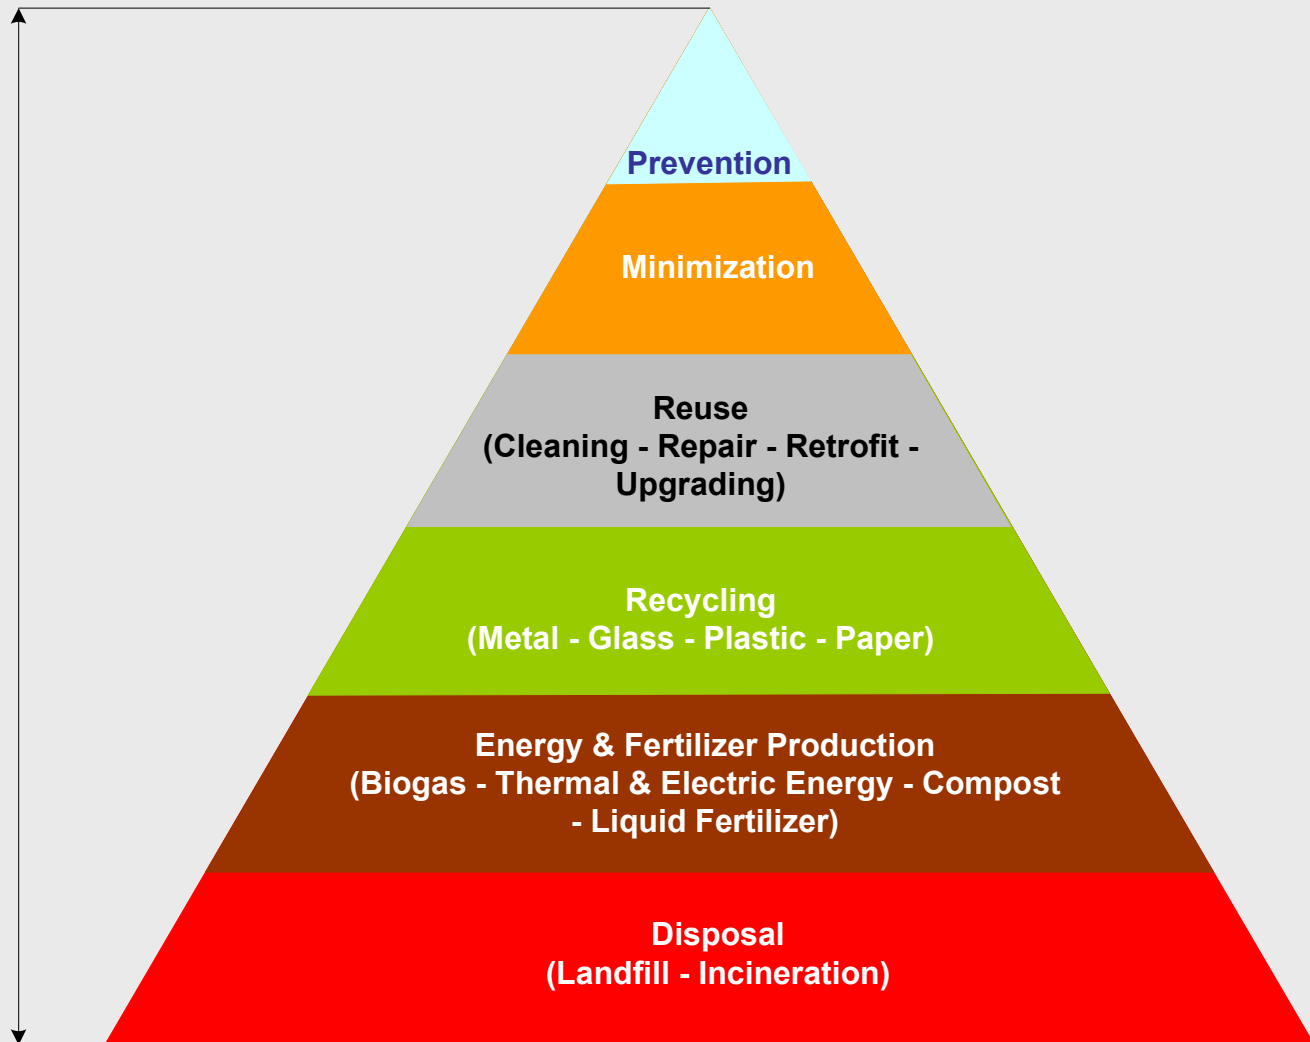 Prevention
Minimization
Reuse
(Cleaning - Repair - Retrofit -
Upgrading)
Recycling
(Metal - Glass - Plastic - Paper)
Energy & Fertilizer Production
(Biogas - Thermal & Electric Energy - Compost
- Liquid Fertilizer)
Disposal
(Landfill - Incineration)